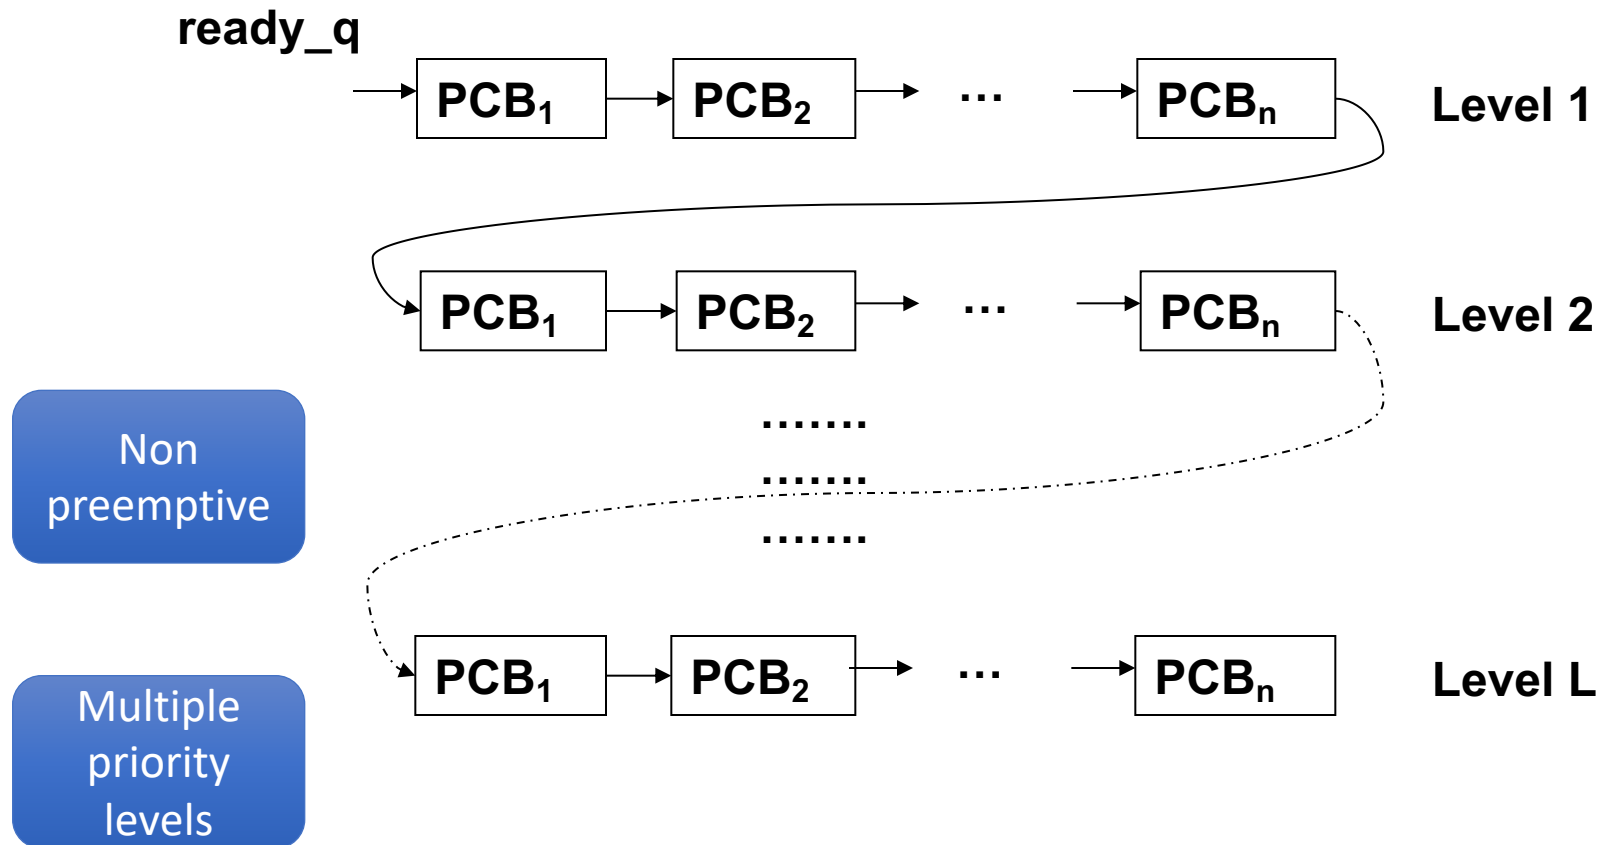 ready_q
PCB₁ PCB₂ ... PCBₙ Level 1
PCB₁ PCB₂ ... PCBₙ Level 2
Non
preemptive
.......
.......
.......
PCB₁ PCB₂ ... PCBₙ Level L
Multiple
priority
levels